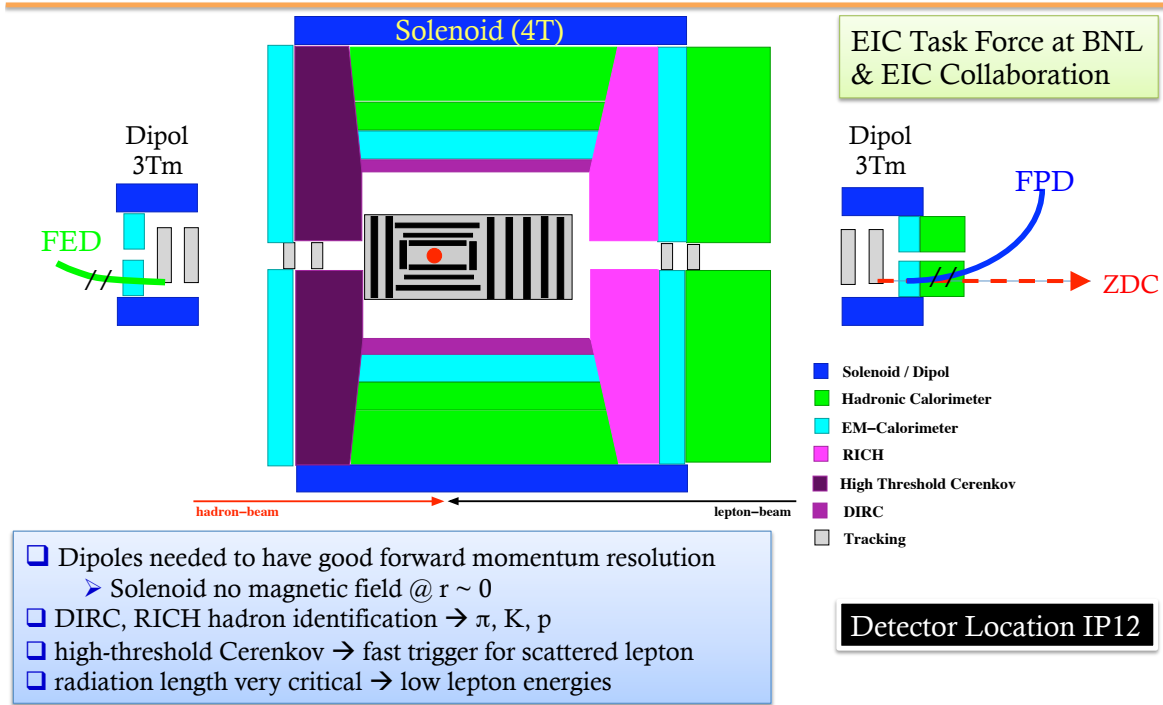 Solenoid (4T)
EIC Task Force at BNL
& EIC Collaboration
Dipol
3Tm
FED
Dipol
3Tm
FPD
ZDC
Solenoid / Dipol
Hadronic Calorimeter
EM−Calorimeter
RICH
High Threshold Cerenkov
DIRC
Tracking
hadron−beam
lepton−beam
❑ Dipoles needed to have good forward momentum resolution
➢ Solenoid no magnetic field @ r ~ 0
❑ DIRC, RICH hadron identification → π, K, p
❑ high-threshold Cerenkov → fast trigger for scattered lepton
❑ radiation length very critical → low lepton energies
Detector Location IP12